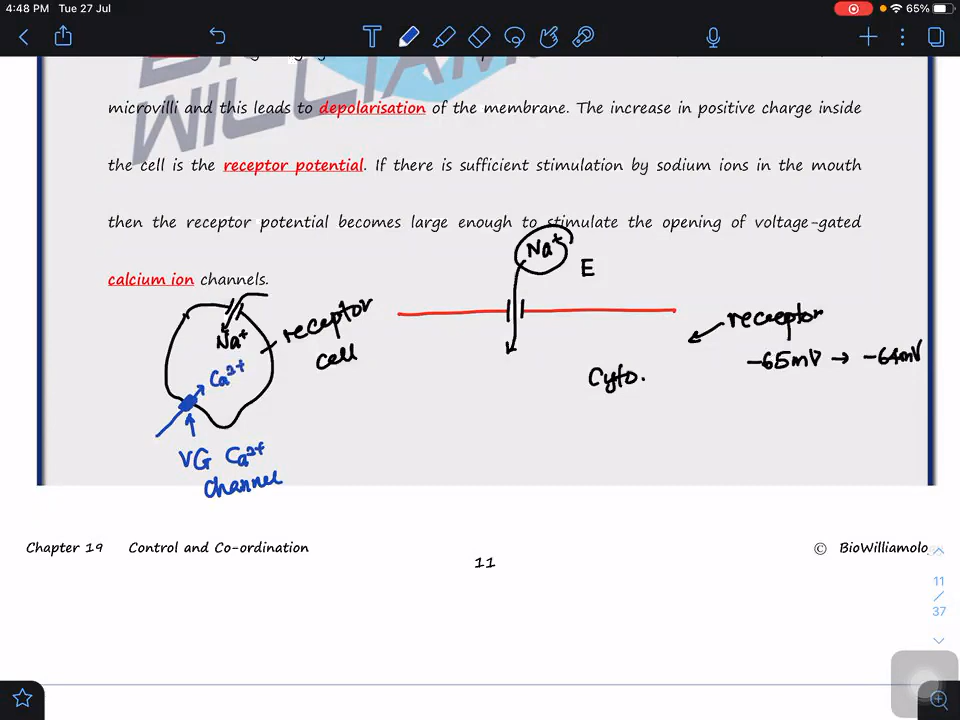 4:48 PM Tue 27 Jul
65%
WILLIAMO
microvilli and this leads to depolarisation of the membrane. The increase in positive charge inside
the cell is the receptor potential. If there is sufficient stimulation by sodium ions in the mouth
then the receptor potential becomes large enough to stimulate the opening of voltage-gated
calcium ion channels.
Na+
E
Na+
receptor
cell
Ca2+
VG Ca2+
channel
Cyto.
receptor
-65mV → -64mV
Chapter 19 Control and Co-ordination
11
© BioWilliamolo
11
/
37